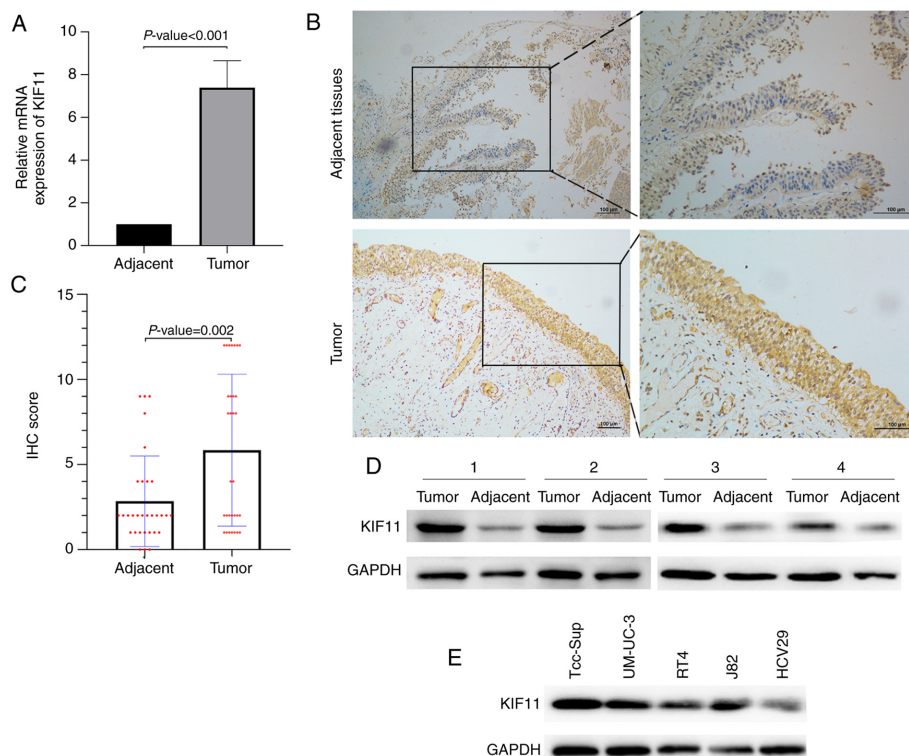 A
P-value<0.001
Relative mRNA
expression of KIF11
10
8
6
4
2
0
Adjacent
Tumor
B
Adjacent tissues
100 µm
100 µm
Tumor
100 µm
100 µm
C
P-value=0.002
IHC score
15
10
5
0
Adjacent
Tumor
D
1 2 3 4
Tumor Adjacent Tumor Adjacent Tumor Adjacent Tumor Adjacent
KIF11
GAPDH
E
Tcc-Sup
UM-UC-3
RT4
J82
HCV29
KIF11
GAPDH